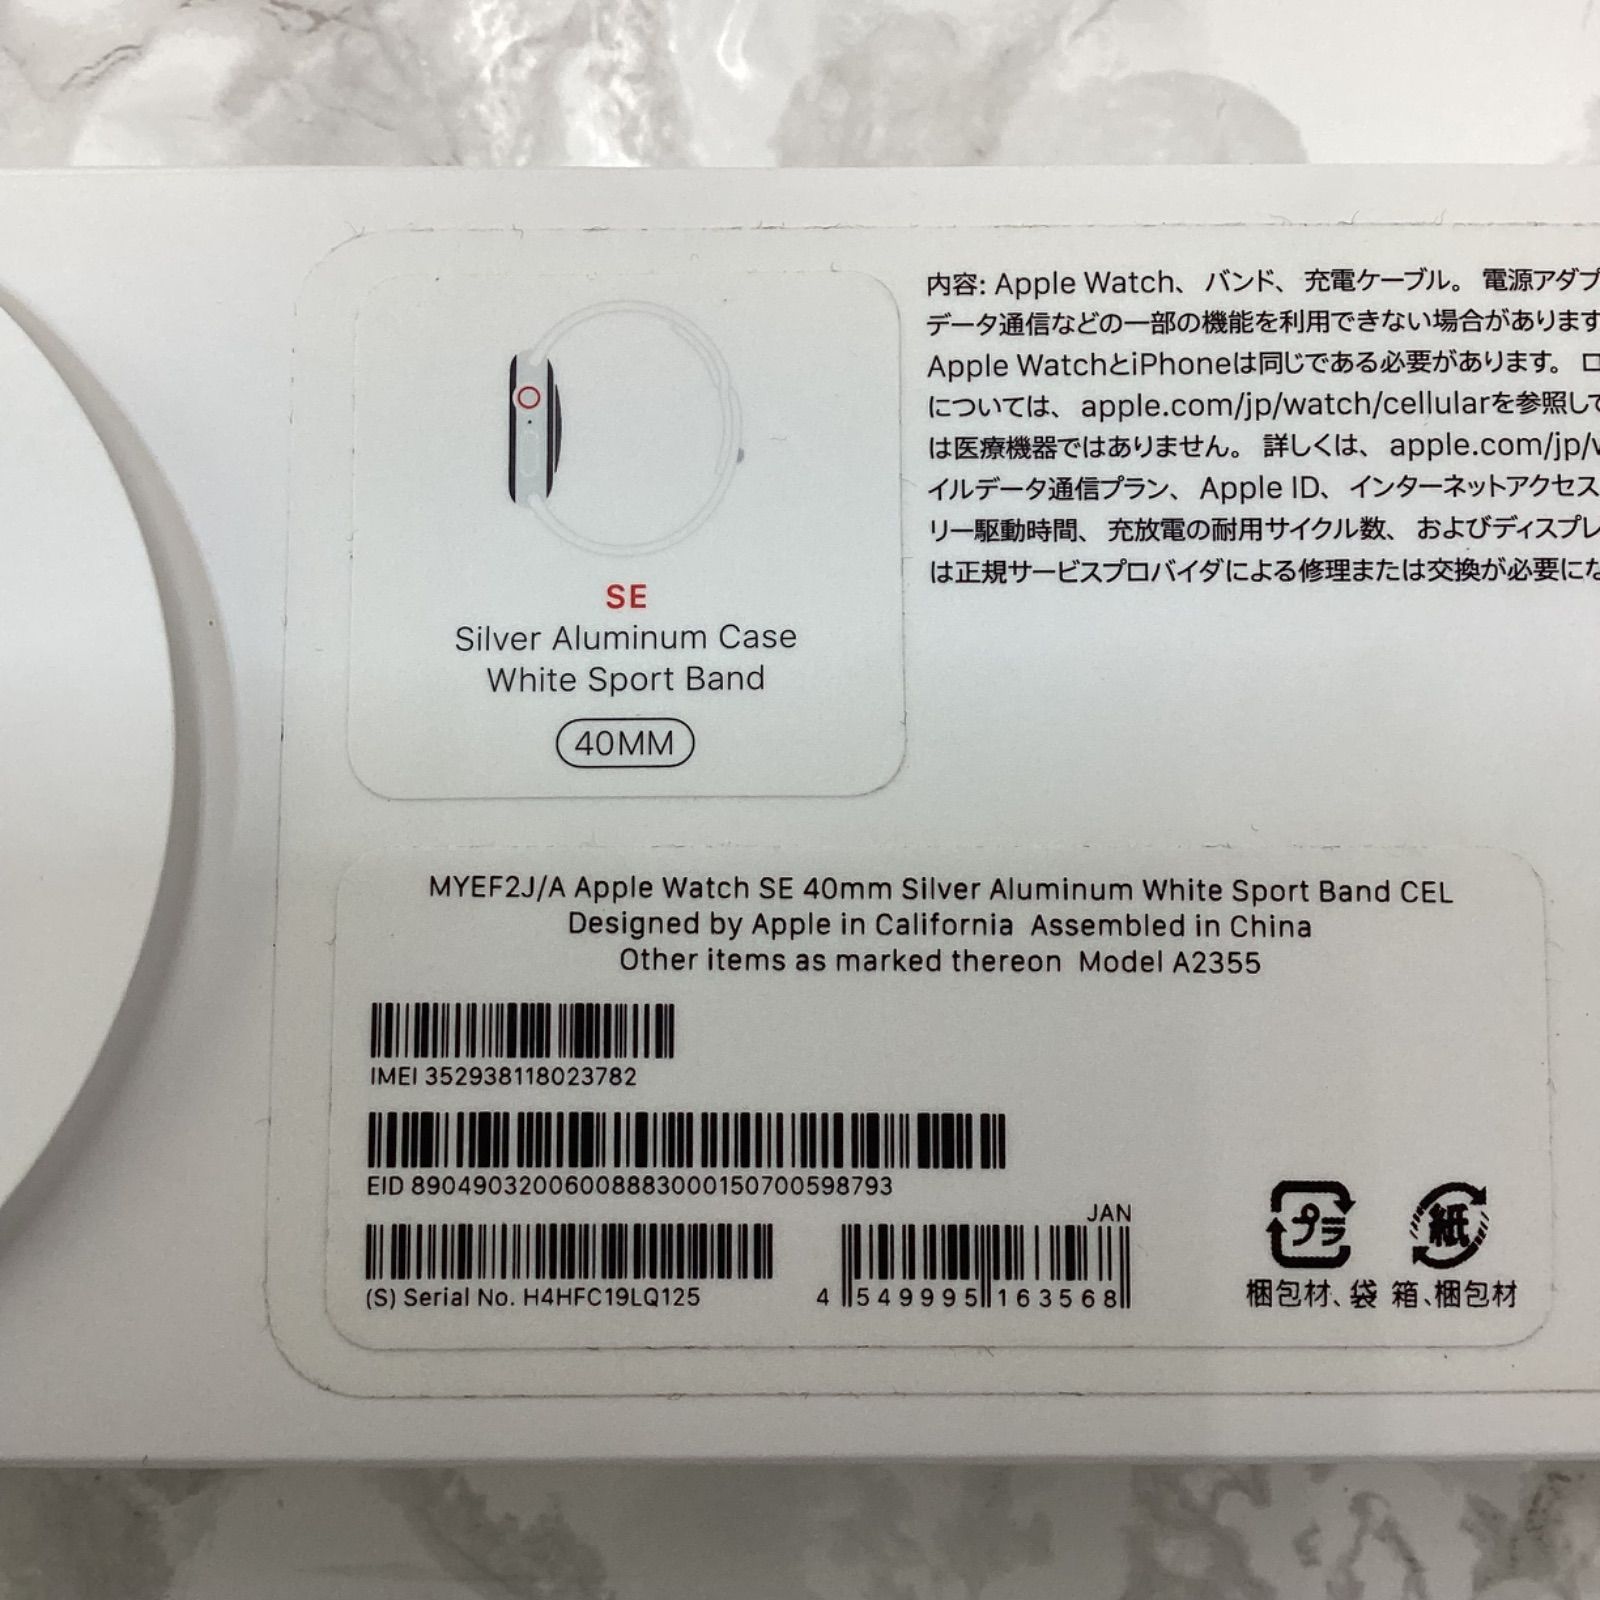 SE
Silver Aluminum Case
White Sport Band
40MM
内容: Apple Watch、バンド、充電ケーブル。電源アダプ
データ通信などの一部の機能を利用できない場合があります
Apple WatchとiPhoneは同じである必要があります。ロ
については、apple.com/jp/watch/cellularを参照して
は医療機器ではありません。詳しくは、apple.com/jp/
イルデータ通信プラン、Apple ID、インターネットアクセス
リー駆動時間、充放電の耐用サイクル数、およびディスプレ
は正規サービスプロバイダによる修理または交換が必要にな
MYEF2J/A Apple Watch SE 40mm Silver Aluminum White Sport Band CEL
Designed by Apple in California Assembled in China
Other items as marked thereon Model A2355
IMEI 352938118023782
EID 89049032006008883000150700598793
(S) Serial No. H4HFC19LQ125
JAN
4 549995 163568
プラ 紙
梱包材、袋 箱、梱包材